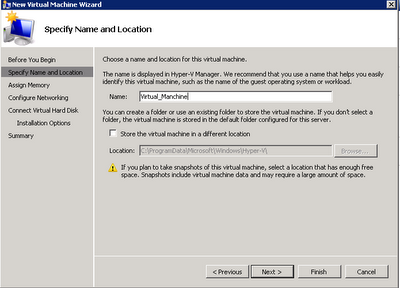 New Virtual Machine Wizard
Specify Name and Location
Before You Begin
Specify Name and Location
Assign Memory
Configure Networking
Connect Virtual Hard Disk
Installation Options
Summary
Choose a name and location for this virtual machine.
The name is displayed in Hyper-V Manager. We recommend that you use a name that helps you easily
identify this virtual machine, such as the name of the guest operating system or workload.
Name: Virtual_Manchine
You can create a folder or use an existing folder to store the virtual machine. If you don't select a
folder, the virtual machine is stored in the default folder configured for this server.
Store the virtual machine in a different location
Location: C:\ProgramData\Microsoft\Windows\Hyper-V\ Browse...
If you plan to take snapshots of this virtual machine, select a location that has enough free
space. Snapshots include virtual machine data and may require a large amount of space.
< Previous Next > Finish Cancel